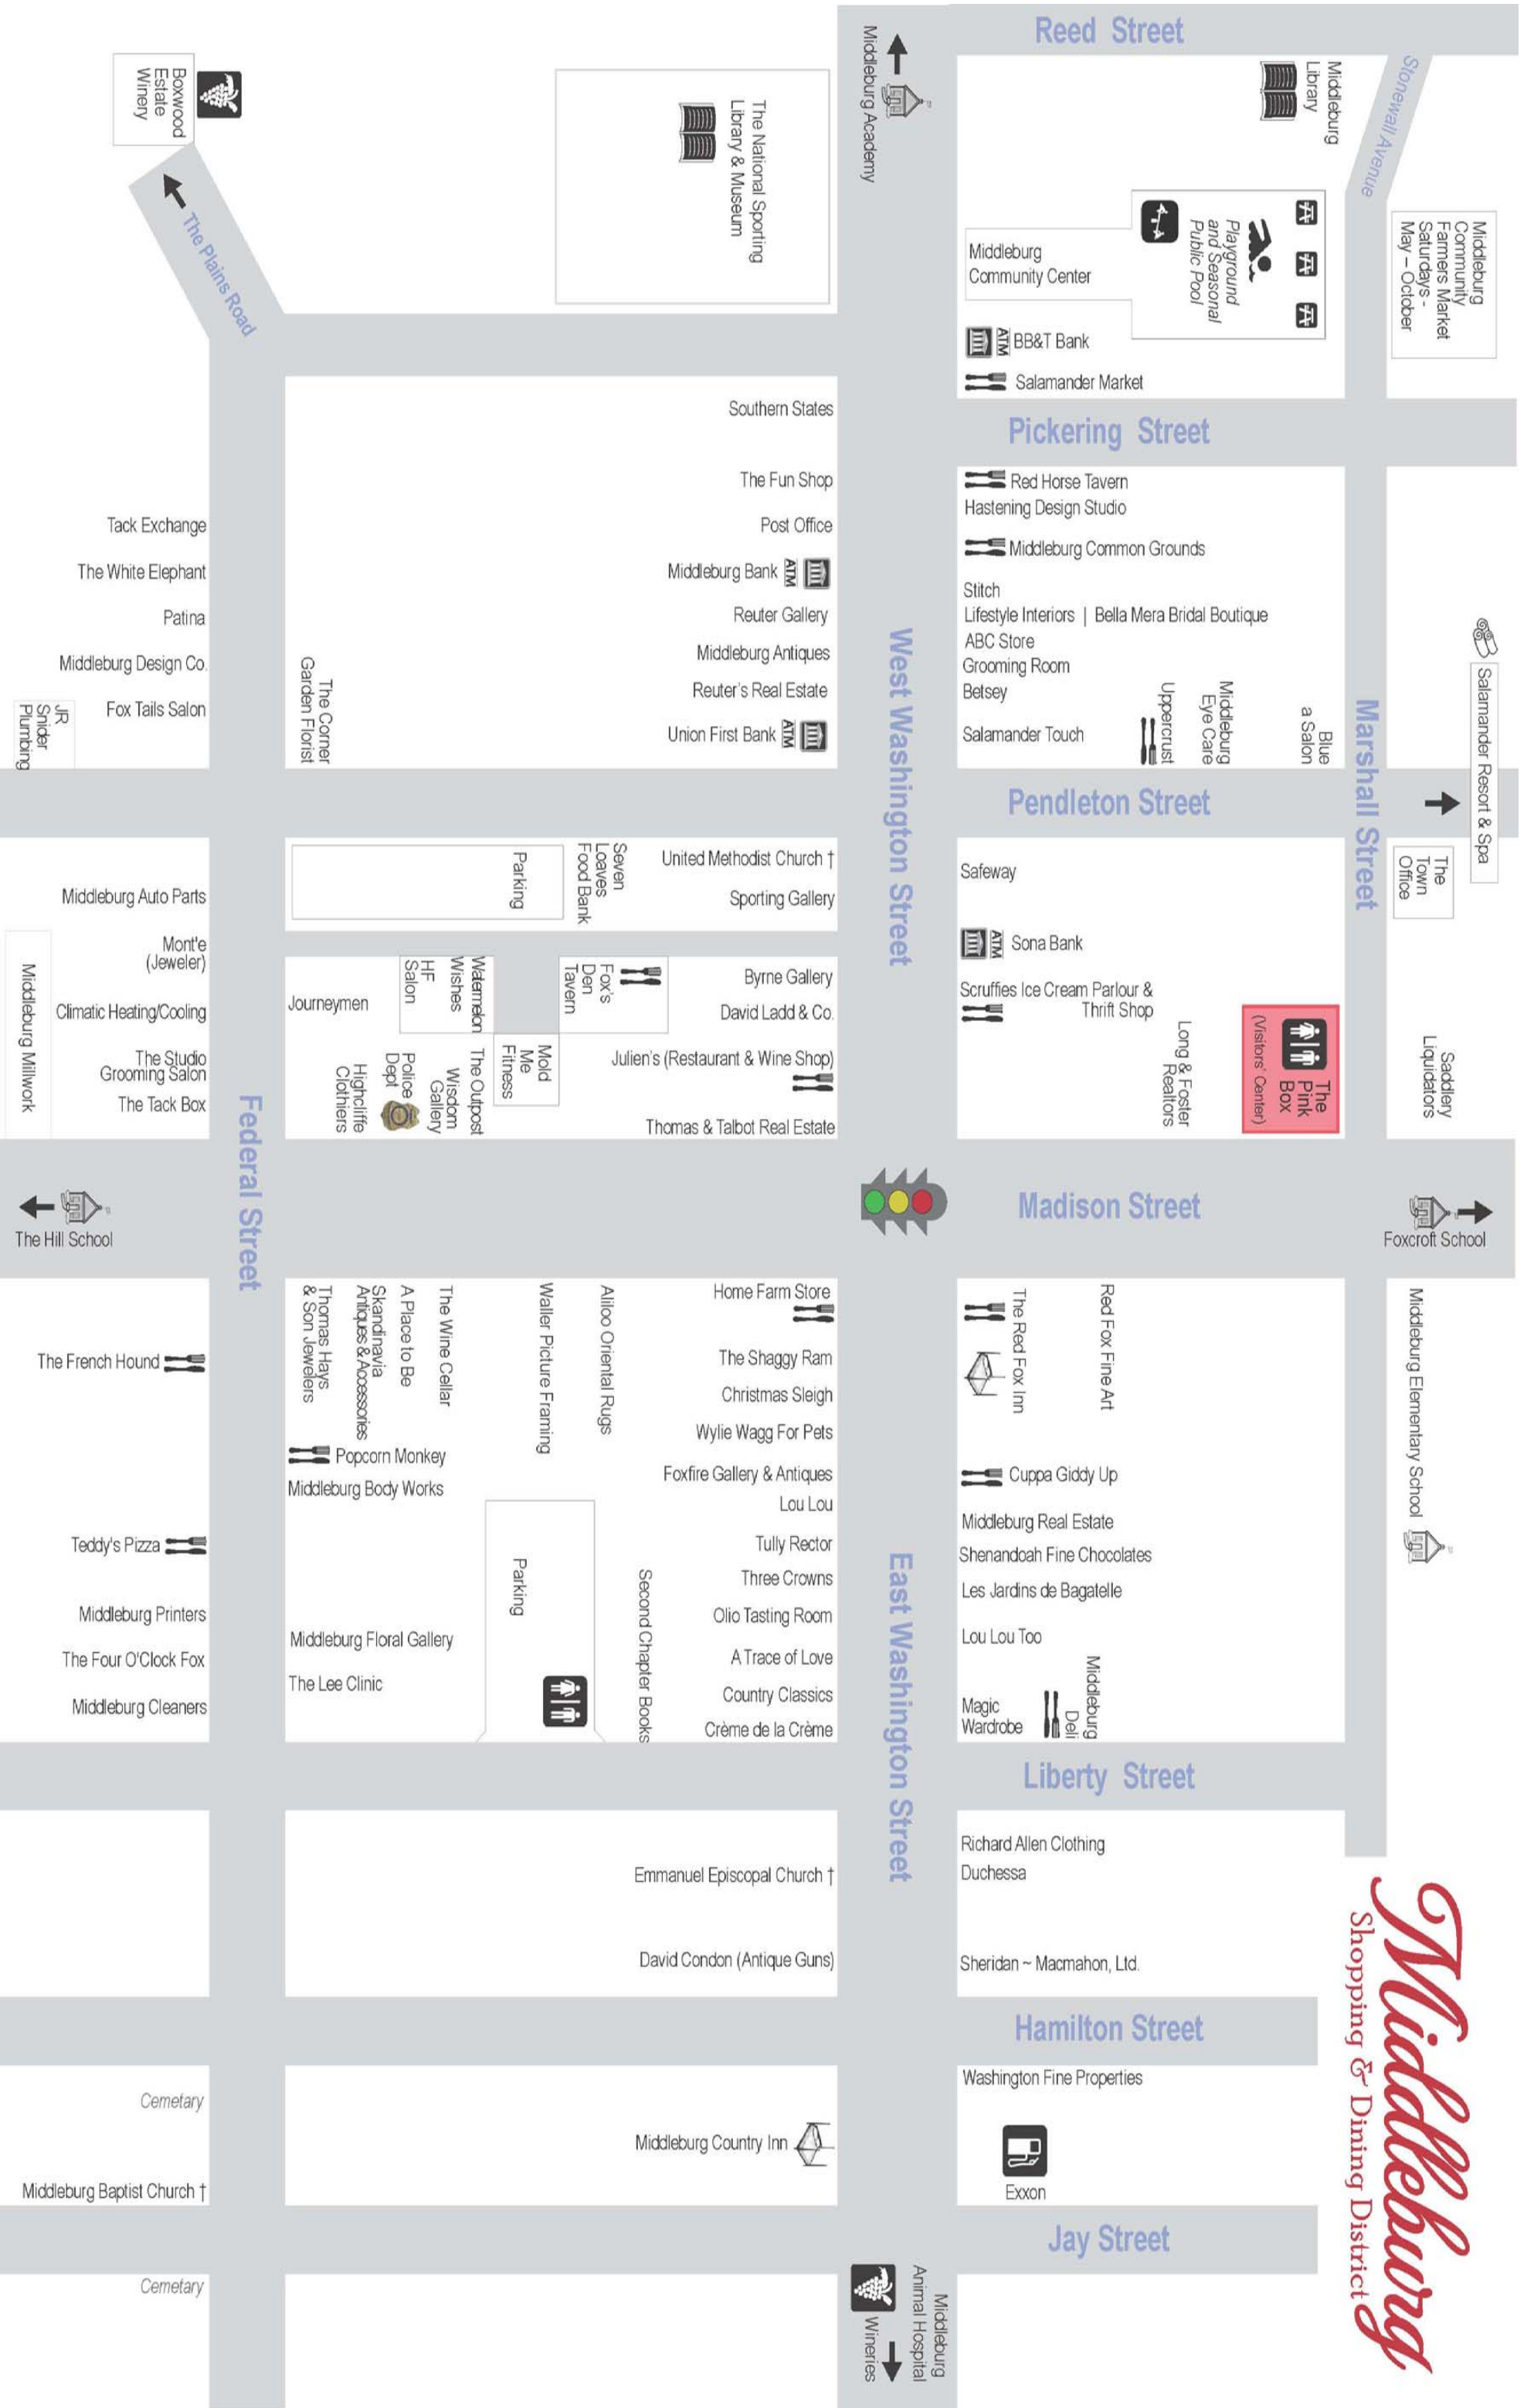 Middleburg
Shopping & Dining District
Reed Street
Stonewall Avenue
Middleburg
Library
Middleburg Academy
The National Sporting
Library & Museum
Boxwood
Estate
Winery
The Plains Road
Middleburg
Community
Farmers Market
Saturdays -
May – October
Playground
and Seasonal
Public Pool
Middleburg
Community Center
ATM
BB&T Bank
Salamander Market
Pickering Street
Southern States
The Fun Shop
Post Office
Middleburg Bank
ATM
Reuter Gallery
Middleburg Antiques
Reuter's Real Estate
Union First Bank
ATM
Red Horse Tavern
Hastening Design Studio
Middleburg Common Grounds
Stitch
Lifestyle Interiors | Bella Mera Bridal Boutique
ABC Store
Grooming Room
Betsey
Salamander Touch
Uppercrust
Middleburg
Eye Care
Blue
a Salon
Salamander Resort & Spa
Tack Exchange
The White Elephant
Patina
Middleburg Design Co.
Fox Tails Salon
JR
Snider
Plumbing
The Corner
Garden Florist
West Washington Street
Marshall Street
Pendleton Street
The
Town
Office
Saddlery
Liquidators
Safeway
ATM
Sona Bank
Scruffies Ice Cream Parlour &
Thrift Shop
Long & Foster
Realtors
The
Pink
Box
(Visitors' Center)
United Methodist Church †
Sporting Gallery
Seven
Loaves
Food Bank
Parking
Byrne Gallery
David Ladd & Co.
Julien's (Restaurant & Wine Shop)
Thomas & Talbot Real Estate
Fox's
Den
Tavern
Mold
Me
Fitness
Watermelon
Wishes
HF
Salon
Journeymen
The Outpost
Wisdom
Gallery
Police
Dept
Highcliffe
Clothiers
Middleburg Auto Parts
Mont'e
(Jeweler)
Climatic Heating/Cooling
The Studio
Grooming Salon
The Tack Box
Middleburg Millwork
Federal Street
Madison Street
The Hill School
Foxcroft School
Middleburg Elementary School
Home Farm Store
The Shaggy Ram
Christmas Sleigh
Wylie Wagg For Pets
Foxfire Gallery & Antiques
Lou Lou
Tully Rector
Three Crowns
Olio Tasting Room
A Trace of Love
Country Classics
Crème de la Crème
Second Chapter Books
Aliloo Oriental Rugs
Waller Picture Framing
The Wine Cellar
A Place to Be
Skandinavia
Antiques & Accessories
Thomas Hays
& Son Jewelers
Popcorn Monkey
Middleburg Body Works
Parking
Middleburg Floral Gallery
The Lee Clinic
The French Hound
Teddy's Pizza
Middleburg Printers
The Four O'Clock Fox
Middleburg Cleaners
The Red Fox Inn
Red Fox Fine Art
Cuppa Giddy Up
Middleburg Real Estate
Shenandoah Fine Chocolates
Les Jardins de Bagatelle
Lou Lou Too
Magic
Wardrobe
Middleburg
Deli
East Washington Street
Liberty Street
Richard Allen Clothing
Duchessa
Sheridan ~ Macmahon, Ltd.
Emmanuel Episcopal Church †
David Condon (Antique Guns)
Hamilton Street
Washington Fine Properties
Exxon
Middleburg Country Inn
Cemetary
Middleburg Baptist Church †
Jay Street
Cemetary
Middleburg
Animal Hospital
Wineries